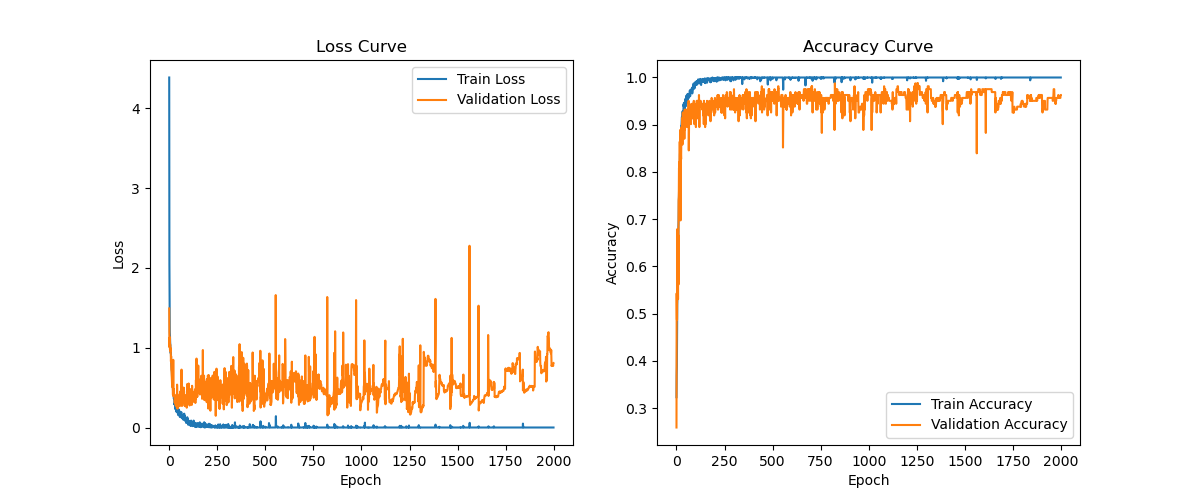 Loss Curve
Train Loss
Validation Loss
Loss
4
3
2
1
0
0 250 500 750 1000 1250 1500 1750 2000
Epoch
Accuracy Curve
Accuracy
1.0
0.9
0.8
0.7
0.6
0.5
0.4
0.3
Train Accuracy
Validation Accuracy
0 250 500 750 1000 1250 1500 1750 2000
Epoch